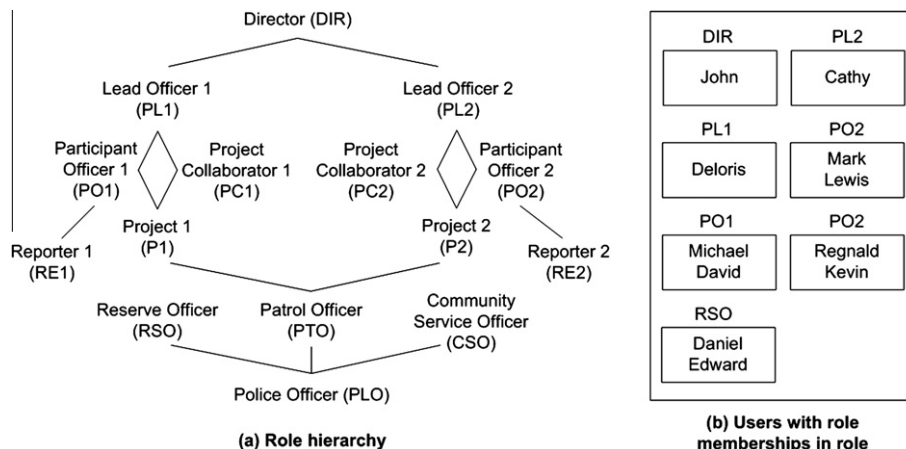 Director (DIR)
Lead Officer 1
(PL1)
Lead Officer 2
(PL2)
Participant
Officer 1
(PO1)
Project
Collaborator 1
(PC1)
Project
Collaborator 2
(PC2)
Participant
Officer 2
(PO2)
Reporter 1
(RE1)
Project 1
(P1)
Project 2
(P2)
Reporter 2
(RE2)
Reserve Officer
(RSO)
Patrol Officer
(PTO)
Community
Service Officer
(CSO)
Police Officer (PLO)
(a) Role hierarchy
DIR
John
PL2
Cathy
PL1
Deloris
PO2
Mark
Lewis
PO1
Michael
David
PO2
Regnald
Kevin
RSO
Daniel
Edward
(b) Users with role
memberships in role